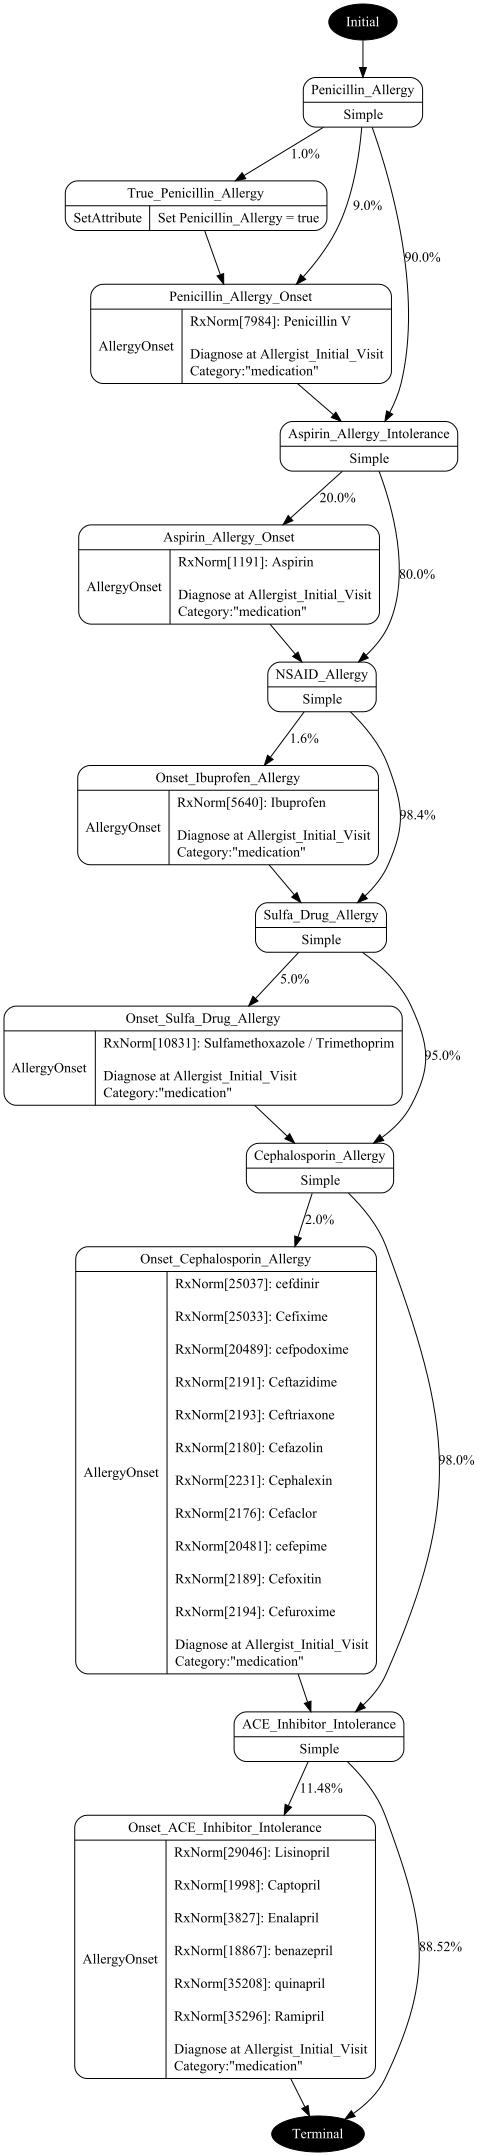 Initial
Penicillin_Allergy
Simple
1.0%
9.0%
90.0%
True_Penicillin_Allergy
SetAttribute
Set Penicillin_Allergy = true
Penicillin_Allergy_Onset
AllergyOnset
RxNorm[7984]: Penicillin V
Diagnose at Allergist_Initial_Visit
Category:"medication"
Aspirin_Allergy_Intolerance
Simple
20.0%
80.0%
Aspirin_Allergy_Onset
AllergyOnset
RxNorm[1191]: Aspirin
Diagnose at Allergist_Initial_Visit
Category:"medication"
NSAID_Allergy
Simple
1.6%
98.4%
Onset_Ibuprofen_Allergy
AllergyOnset
RxNorm[5640]: Ibuprofen
Diagnose at Allergist_Initial_Visit
Category:"medication"
Sulfa_Drug_Allergy
Simple
5.0%
95.0%
Onset_Sulfa_Drug_Allergy
AllergyOnset
RxNorm[10831]: Sulfamethoxazole / Trimethoprim
Diagnose at Allergist_Initial_Visit
Category:"medication"
Cephalosporin_Allergy
Simple
2.0%
98.0%
Onset_Cephalosporin_Allergy
AllergyOnset
RxNorm[25037]: cefdinir
RxNorm[25033]: Cefixime
RxNorm[20489]: cefpodoxime
RxNorm[2191]: Ceftazidime
RxNorm[2193]: Ceftriaxone
RxNorm[2180]: Cefazolin
RxNorm[2231]: Cephalexin
RxNorm[2176]: Cefaclor
RxNorm[20481]: cefepime
RxNorm[2189]: Cefoxitin
RxNorm[2194]: Cefuroxime
Diagnose at Allergist_Initial_Visit
Category:"medication"
ACE_Inhibitor_Intolerance
Simple
11.48%
88.52%
Onset_ACE_Inhibitor_Intolerance
AllergyOnset
RxNorm[29046]: Lisinopril
RxNorm[1998]: Captopril
RxNorm[3827]: Enalapril
RxNorm[18867]: benazepril
RxNorm[35208]: quinapril
RxNorm[35296]: Ramipril
Diagnose at Allergist_Initial_Visit
Category:"medication"
Terminal